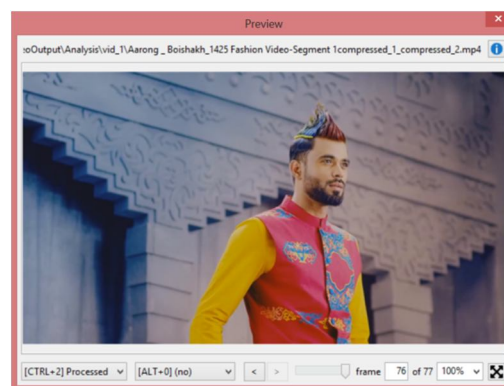 Preview
:oOutput\Analysis\vid_1\Aarong _ Boishakh_1425 Fashion Video-Segment 1compressed_1_compressed_2.mp4
[CTRL+2] Processed [ALT+0] (no) < > frame 76 of 77 100%